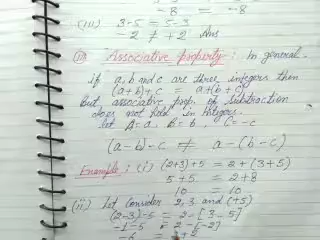 -8 = -8
(iii) 3-5 = 5-3
-2 ≠ +2 Ans
(iii) Associative property: In general.
if a, b and c are three integers then
(a+b)+c = a+(b+c)
But associative prop. of subtraction
does not held in integers.
let A=a, B=b, C=-c
(a-b)-c ≠ a-(b-c)
Example: (i) (2+3)+5 = 2+(3+5)
5+5 = 2+8
10 = 10
(ii) Let consider 2, 3, and (+5)
(2-3)-5 = 2-[3-5]
-1-5 = 2-[-2]
-6 = 2+2